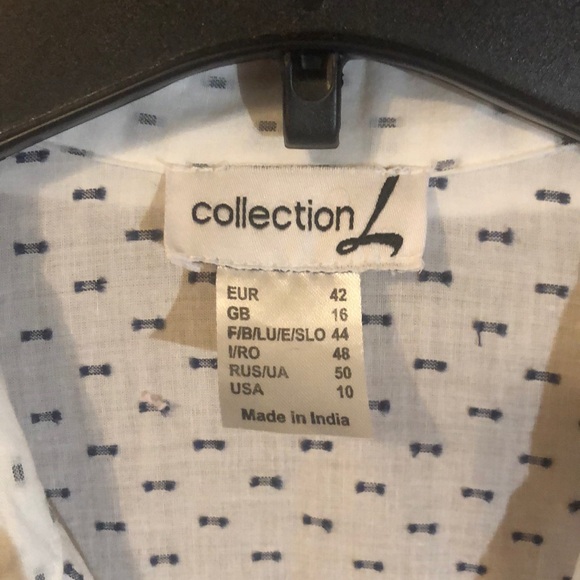 collection L
EUR 42
GB 16
F/B/LU/E/SLO 44
I/RO 48
RUS/UA 50
USA 10
Made in India